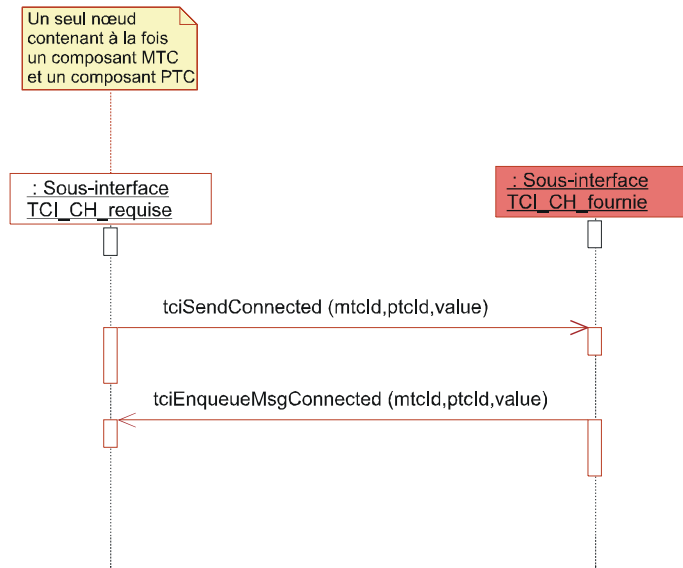 Un seul nœud
contenant à la fois
un composant MTC
et un composant PTC
: Sous-interface
TCI_CH_requise
: Sous-interface
TCI_CH_fournie
tciSendConnected (mtcId,ptcId,value)
tciEnqueueMsgConnected (mtcId,ptcId,value)